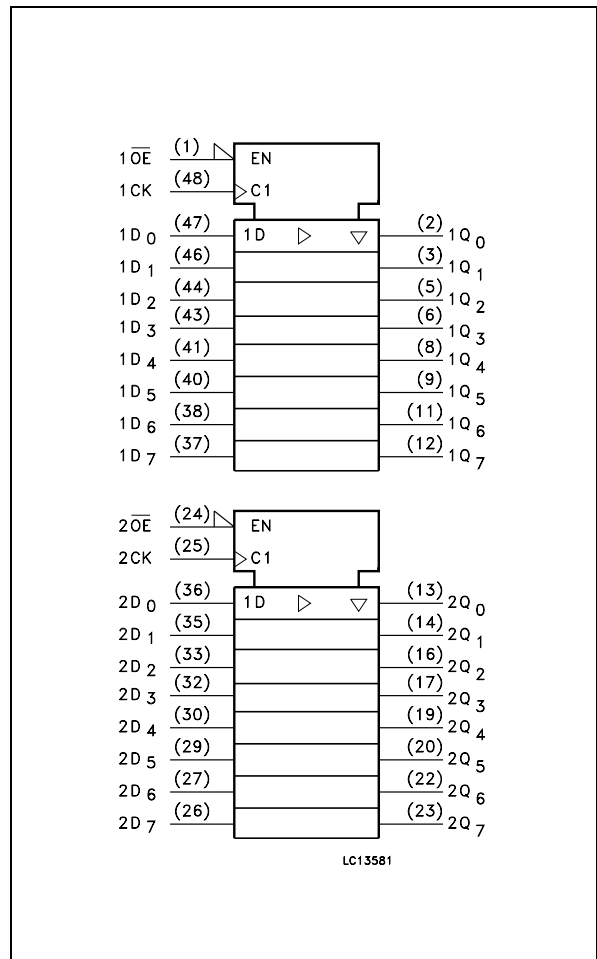 1O̅E̅ (1) EN
1CK (48) C1
1D0 (47) 1D (2) 1Q0
1D1 (46) (3) 1Q1
1D2 (44) (5) 1Q2
1D3 (43) (6) 1Q3
1D4 (41) (8) 1Q4
1D5 (40) (9) 1Q5
1D6 (38) (11) 1Q6
1D7 (37) (12) 1Q7
2O̅E̅ (24) EN
2CK (25) C1
2D0 (36) 1D (13) 2Q0
2D1 (35) (14) 2Q1
2D2 (33) (16) 2Q2
2D3 (32) (17) 2Q3
2D4 (30) (19) 2Q4
2D5 (29) (20) 2Q5
2D6 (27) (22) 2Q6
2D7 (26) (23) 2Q7
LC13581